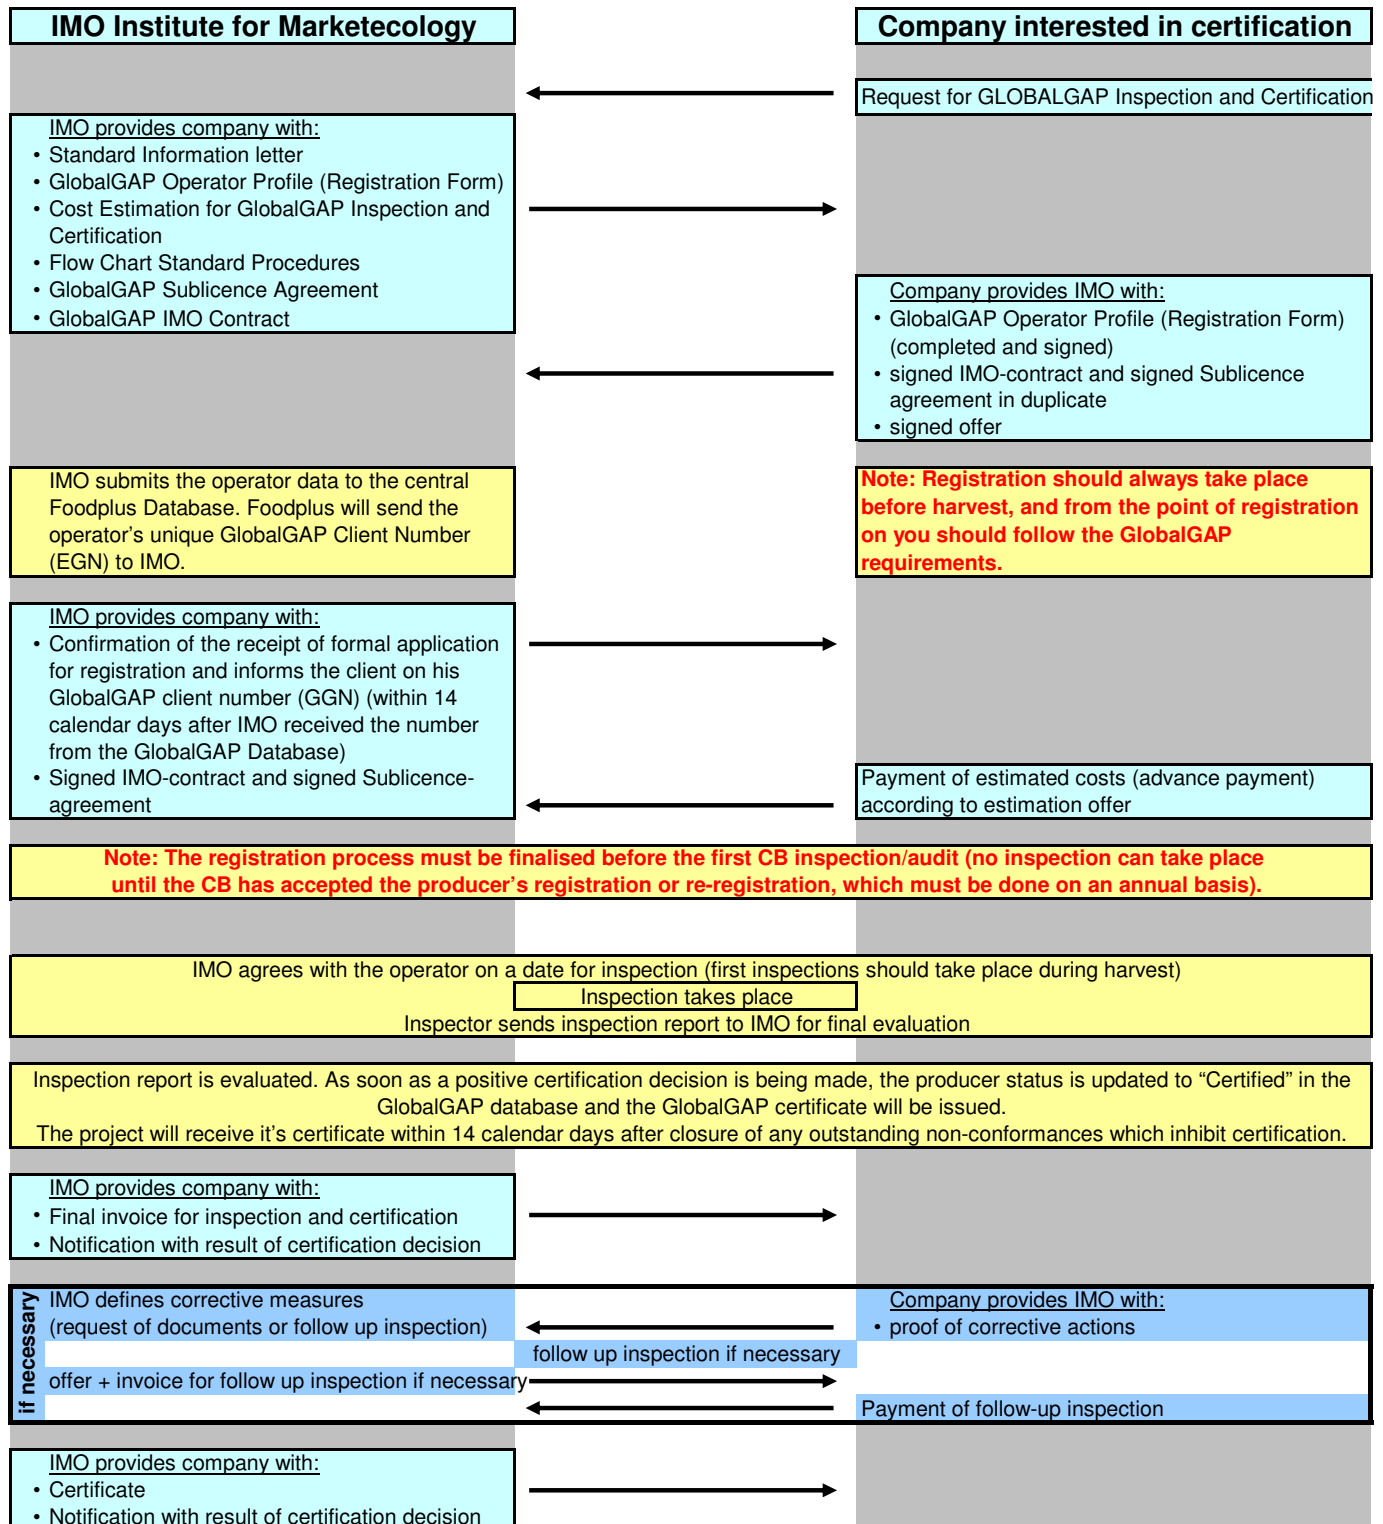 IMO Institute for Marketecology
Company interested in certification
Request for GLOBALGAP Inspection and Certification
IMO provides company with:
• Standard Information letter
• GlobalGAP Operator Profile (Registration Form)
• Cost Estimation for GlobalGAP Inspection and
Certification
• Flow Chart Standard Procedures
• GlobalGAP Sublicence Agreement
• GlobalGAP IMO Contract
Company provides IMO with:
• GlobalGAP Operator Profile (Registration Form)
(completed and signed)
• signed IMO-contract and signed Sublicence
agreement in duplicate
• signed offer
IMO submits the operator data to the central
Foodplus Database. Foodplus will send the
operator's unique GlobalGAP Client Number
(EGN) to IMO.
Note: Registration should always take place
before harvest, and from the point of registration
on you should follow the GlobalGAP
requirements.
IMO provides company with:
• Confirmation of the receipt of formal application
for registration and informs the client on his
GlobalGAP client number (GGN) (within 14
calendar days after IMO received the number
from the GlobalGAP Database)
• Signed IMO-contract and signed Sublicence-
agreement
Payment of estimated costs (advance payment)
according to estimation offer
Note: The registration process must be finalised before the first CB inspection/audit (no inspection can take place
until the CB has accepted the producer's registration or re-registration, which must be done on an annual basis).
IMO agrees with the operator on a date for inspection (first inspections should take place during harvest)
Inspection takes place
Inspector sends inspection report to IMO for final evaluation
Inspection report is evaluated. As soon as a positive certification decision is being made, the producer status is updated to “Certified” in the
GlobalGAP database and the GlobalGAP certificate will be issued.
The project will receive it's certificate within 14 calendar days after closure of any outstanding non-conformances which inhibit certification.
IMO provides company with:
• Final invoice for inspection and certification
• Notification with result of certification decision
if necessary
IMO defines corrective measures
(request of documents or follow up inspection)
Company provides IMO with:
• proof of corrective actions
follow up inspection if necessary
offer + invoice for follow up inspection if necessary
Payment of follow-up inspection
IMO provides company with:
• Certificate
• Notification with result of certification decision